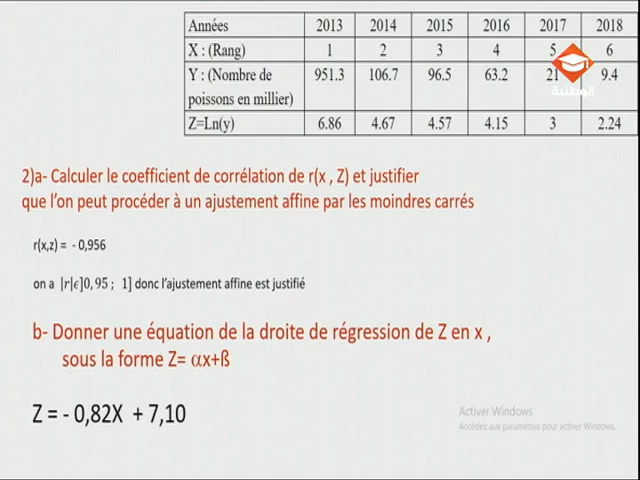 Années 2013 2014 2015 2016 2017 2018
X : (Rang) 1 2 3 4 5 6
Y : (Nombre de poissons en millier) 951.3 106.7 96.5 63.2 21 9.4
Z=Ln(y) 6.86 4.67 4.57 4.15 3 2.24
الوطنية
2)a- Calculer le coefficient de corrélation de r(x , Z) et justifier
que l’on peut procéder à un ajustement affine par les moindres carrés
r(x,z) = - 0,956
on a |r|ϵ]0, 95 ; 1] donc l’ajustement affine est justifié
b- Donner une équation de la droite de régression de Z en x ,
sous la forme Z= αx+ß
Z = - 0,82X + 7,10
Activer Windows
Accédez aux paramètres pour activer Windows.